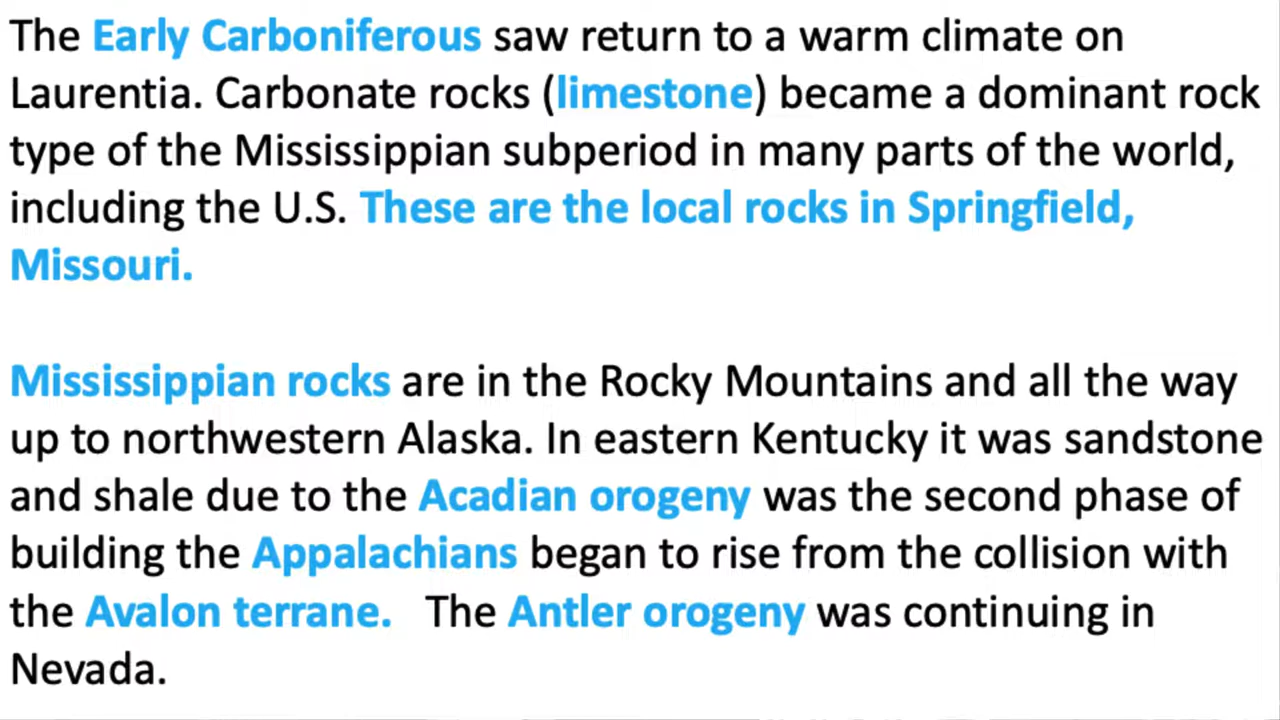 The Early Carboniferous saw return to a warm climate on
Laurentia. Carbonate rocks (limestone) became a dominant rock
type of the Mississippian subperiod in many parts of the world,
including the U.S. These are the local rocks in Springfield,
Missouri.
Mississippian rocks are in the Rocky Mountains and all the way
up to northwestern Alaska. In eastern Kentucky it was sandstone
and shale due to the Acadian orogeny was the second phase of
building the Appalachians began to rise from the collision with
the Avalon terrane. The Antler orogeny was continuing in
Nevada.